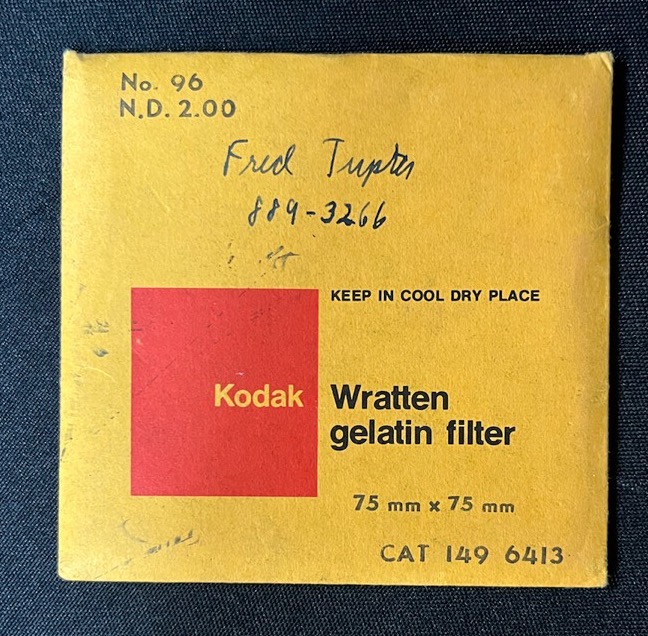 No. 96
N.D. 2.00
Fred
889-3266
KEEP IN COOL DRY PLACE
Kodak
Wratten
gelatin filter
75 mm x 75 mm
CAT 149 6413